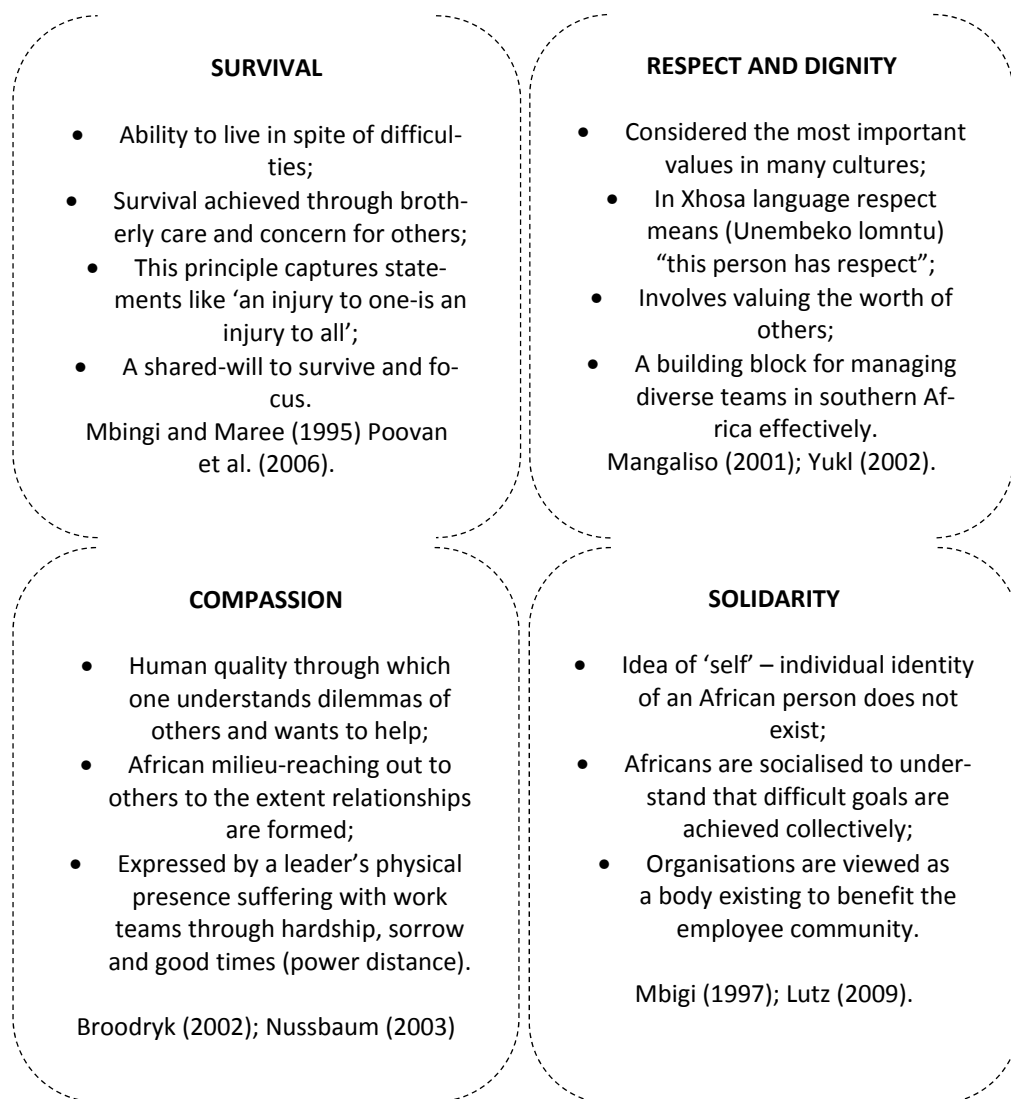 SURVIVAL
• Ability to live in spite of difficul-
ties;
• Survival achieved through broth-
erly care and concern for others;
• This principle captures state-
ments like ‘an injury to one-is an
injury to all’;
• A shared-will to survive and fo-
cus.
Mbingi and Maree (1995) Poovan
et al. (2006).
RESPECT AND DIGNITY
• Considered the most important
values in many cultures;
• In Xhosa language respect
means (Unembeko lomntu)
“this person has respect”;
• Involves valuing the worth of
others;
• A building block for managing
diverse teams in southern Af-
rica effectively.
Mangaliso (2001); Yukl (2002).
COMPASSION
• Human quality through which
one understands dilemmas of
others and wants to help;
• African milieu-reaching out to
others to the extent relationships
are formed;
• Expressed by a leader’s physical
presence suffering with work
teams through hardship, sorrow
and good times (power distance).
Broodryk (2002); Nussbaum (2003)
SOLIDARITY
• Idea of ‘self’ – individual identity
of an African person does not
exist;
• Africans are socialised to under-
stand that difficult goals are
achieved collectively;
• Organisations are viewed as
a body existing to benefit the
employee community.
Mbigi (1997); Lutz (2009).